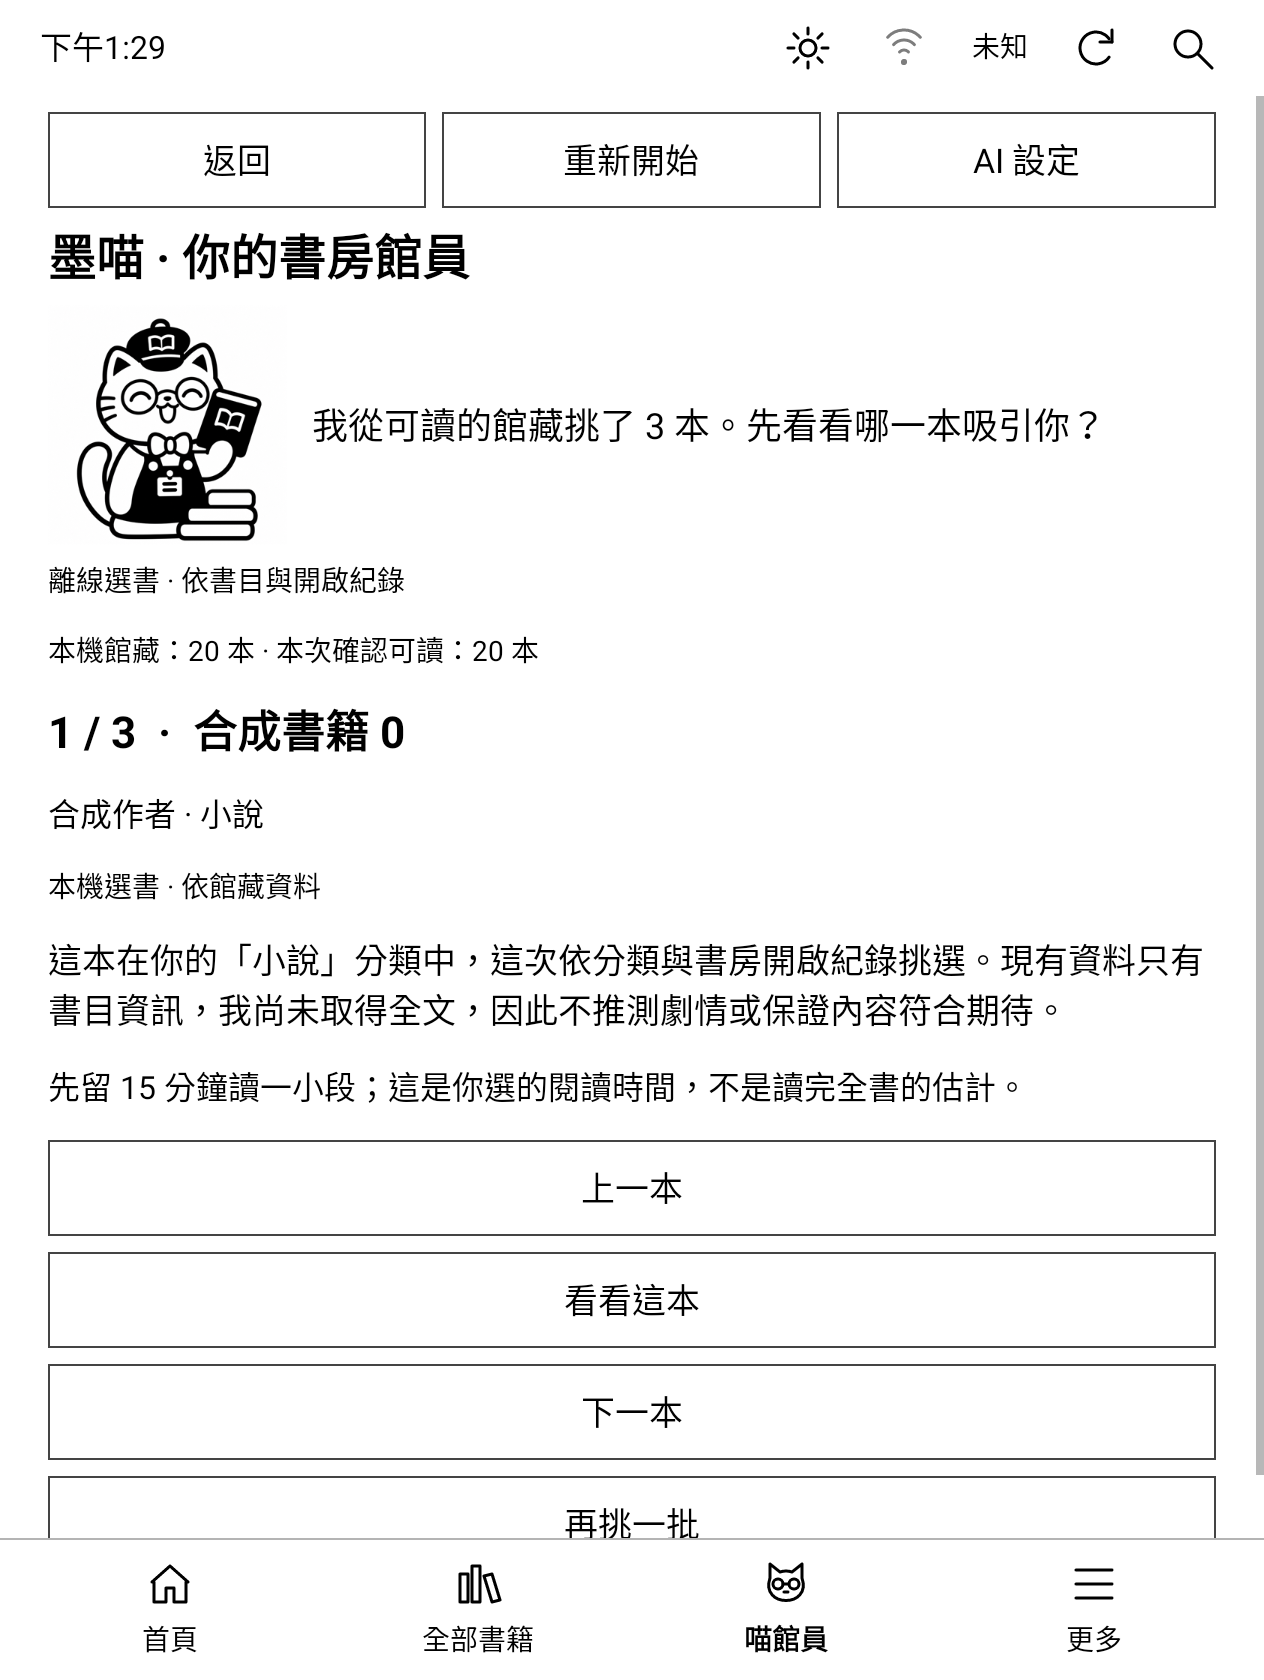 下午1:29
未知
返回
重新開始
AI 設定
墨喵 · 你的書房館員
我從可讀的館藏挑了 3 本。先看看哪一本吸引你？
離線選書 · 依書目與開啟紀錄
本機館藏：20 本 · 本次確認可讀：20 本
1 / 3 · 合成書籍 0
合成作者 · 小說
本機選書 · 依館藏資料
這本在你的「小說」分類中，這次依分類與書房開啟紀錄挑選。現有資料只有
書目資訊，我尚未取得全文，因此不推測劇情或保證內容符合期待。
先留 15 分鐘讀一小段；這是你選的閱讀時間，不是讀完全書的估計。
上一本
看看這本
下一本
再挑一批
首頁
全部書籍
喵館員
更多